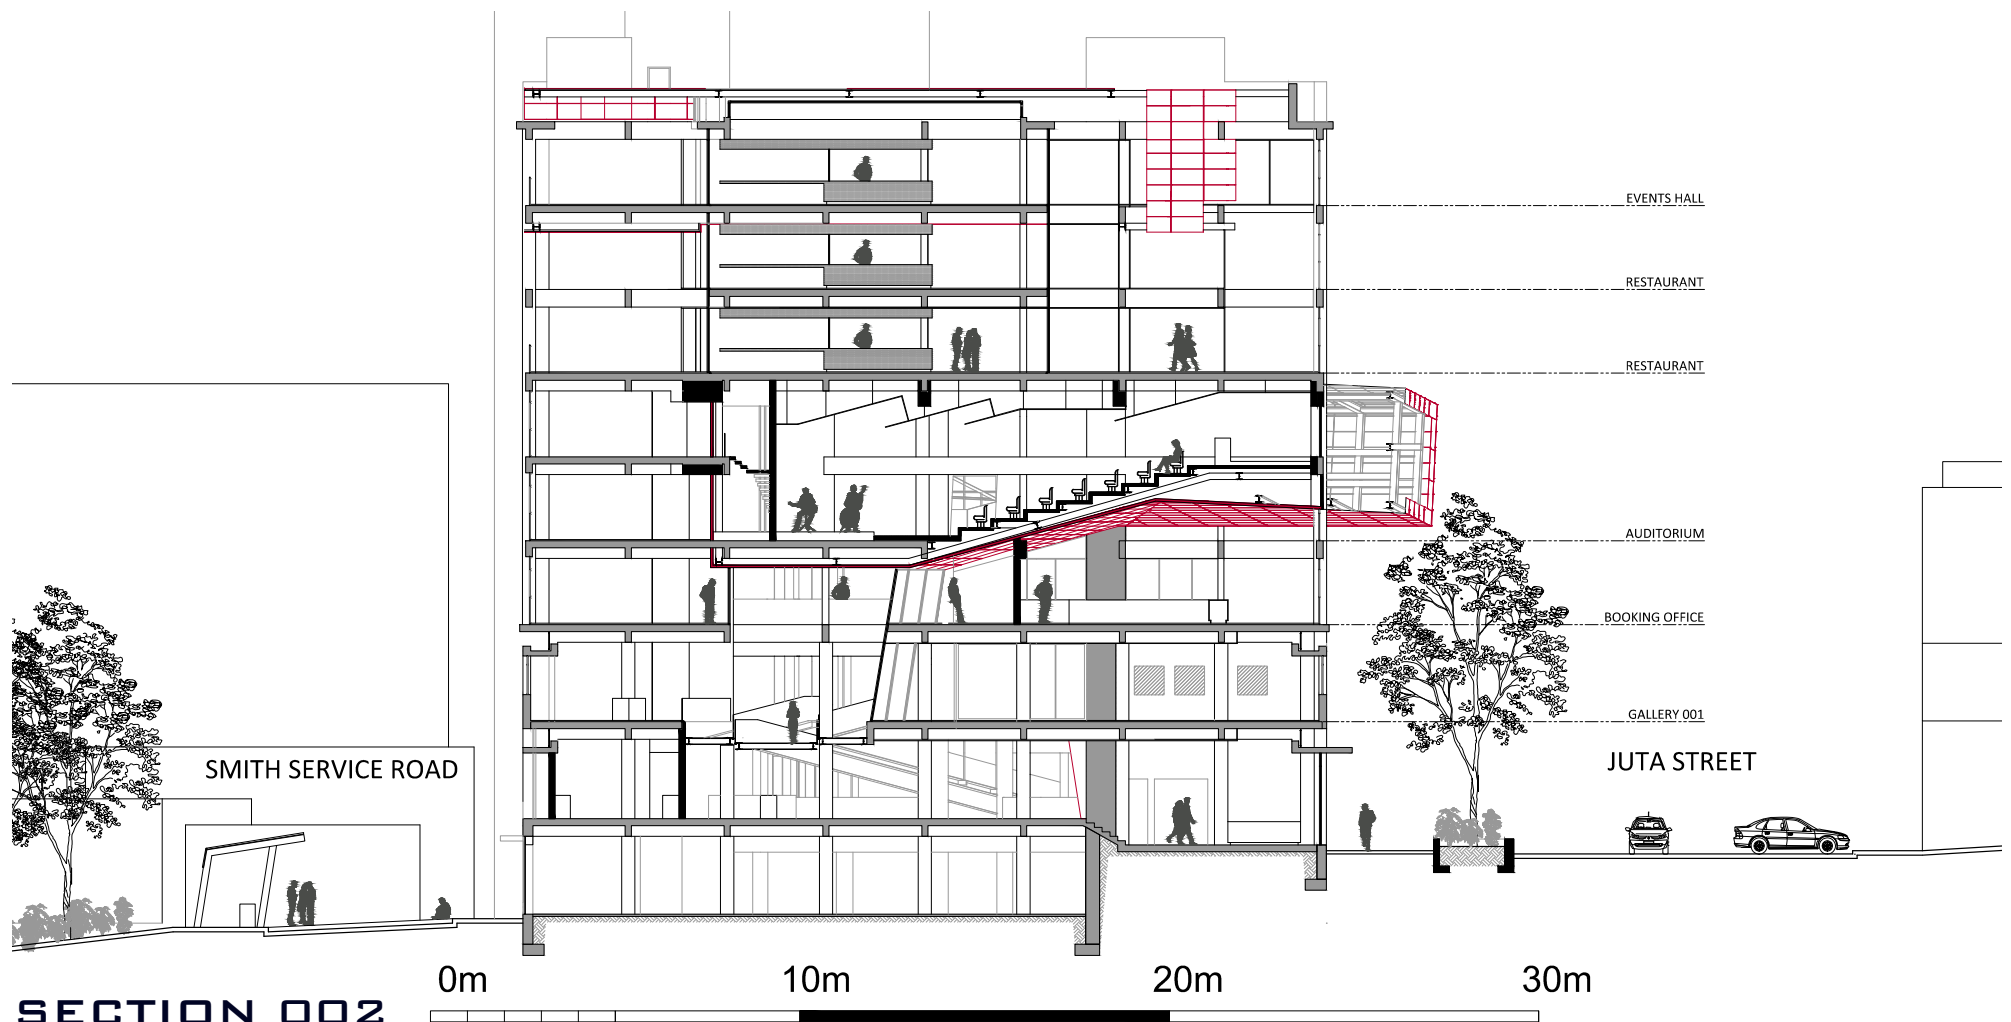 EVENTS HALL
RESTAURANT
RESTAURANT
AUDITORIUM
BOOKING OFFICE
GALLERY 001
SMITH SERVICE ROAD
JUTA STREET
0m 10m 20m 30m
SECTION 002